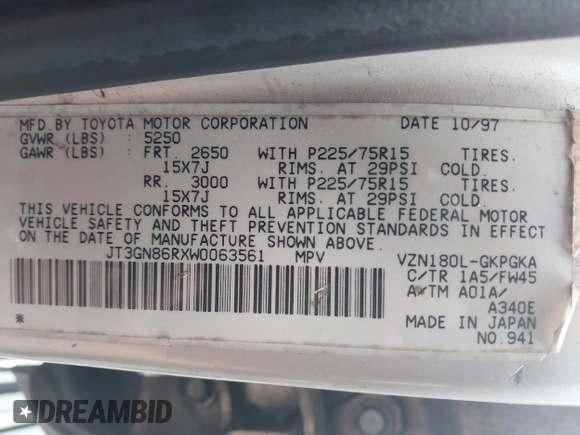 MFD.BY TOYOTA MOTOR CORPORATION DATE 10/97
GVWR (LBS) : 5250
GAWR (LBS) : FRT. 2650 WITH P225/75R15 TIRES.
15X7J RIMS. AT 29PSI COLD.
RR. 3000 WITH P225/75R15 TIRES.
15X7J RIMS. AT 29PSI COLD.
THIS VEHICLE CONFORMS TO ALL APPLICABLE FEDERAL MOTOR
VEHICLE SAFETY AND THEFT PREVENTION STANDARDS IN EFFECT
ON THE DATE OF MANUFACTURE SHOWN ABOVE.
JT3GN86RXW0063561 MPV VZN180L-GKPGKA
C/TR 1A5/FW45
A/TM A01A/
A340E
MADE IN JAPAN
* NO.941
DREAMBID